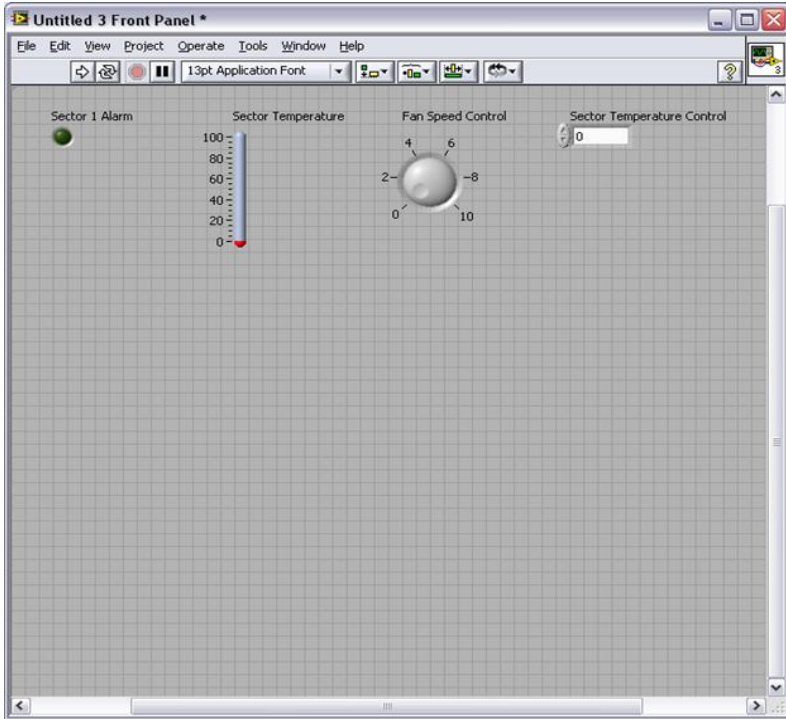 Untitled 3 Front Panel *
File Edit View Project Operate Tools Window Help
13pt Application Font
?
3
Sector 1 Alarm
Sector Temperature
100
80
60
40
20
0
Fan Speed Control
4 6
2 8
0 10
Sector Temperature Control
0